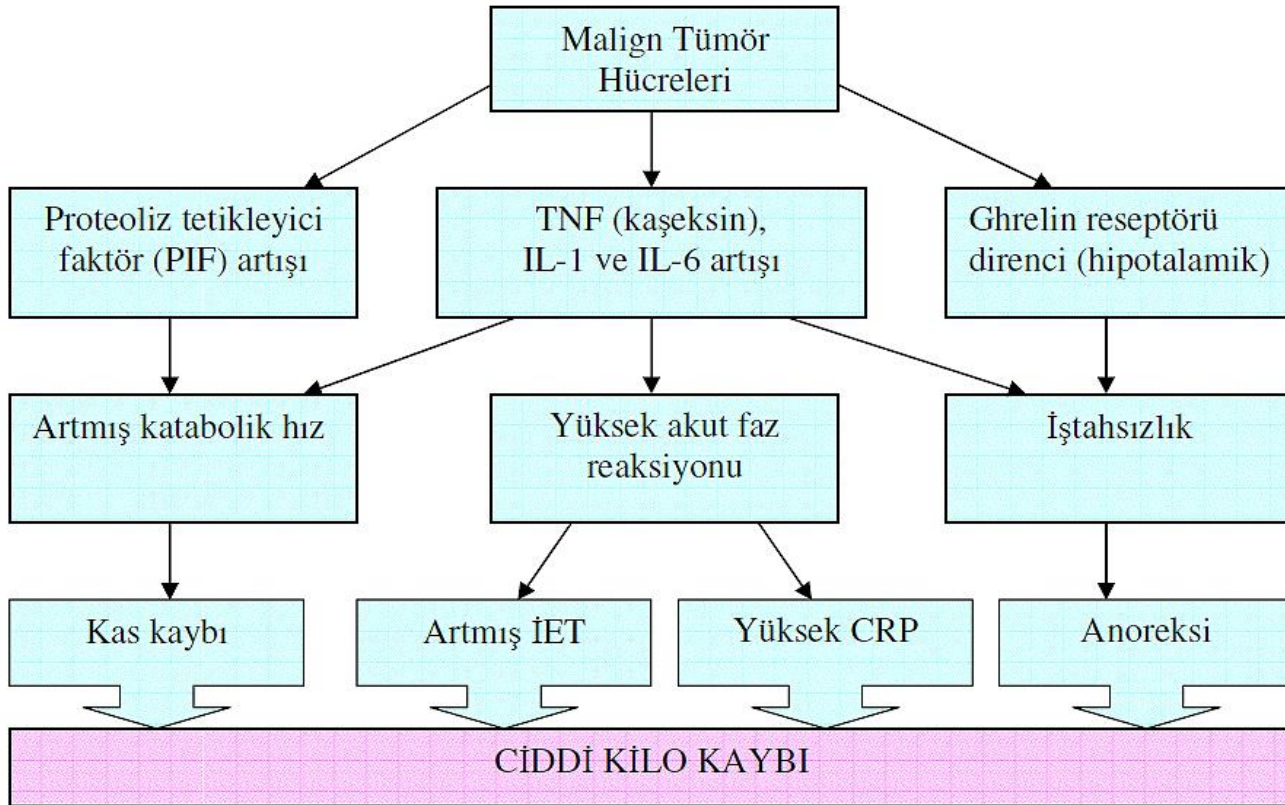 Malign Tümör
Hücreleri
Proteoliz tetikleyici
faktör (PIF) artışı
TNF (kaşeksin),
IL-1 ve IL-6 artışı
Ghrelin reseptörü
direnci (hipotalamik)
Artmış katabolik hız
Yüksek akut faz
reaksiyonu
İştahsızlık
Kas kaybı
Artmış İET
Yüksek CRP
Anoreksi
CİDDİ KİLO KAYBI